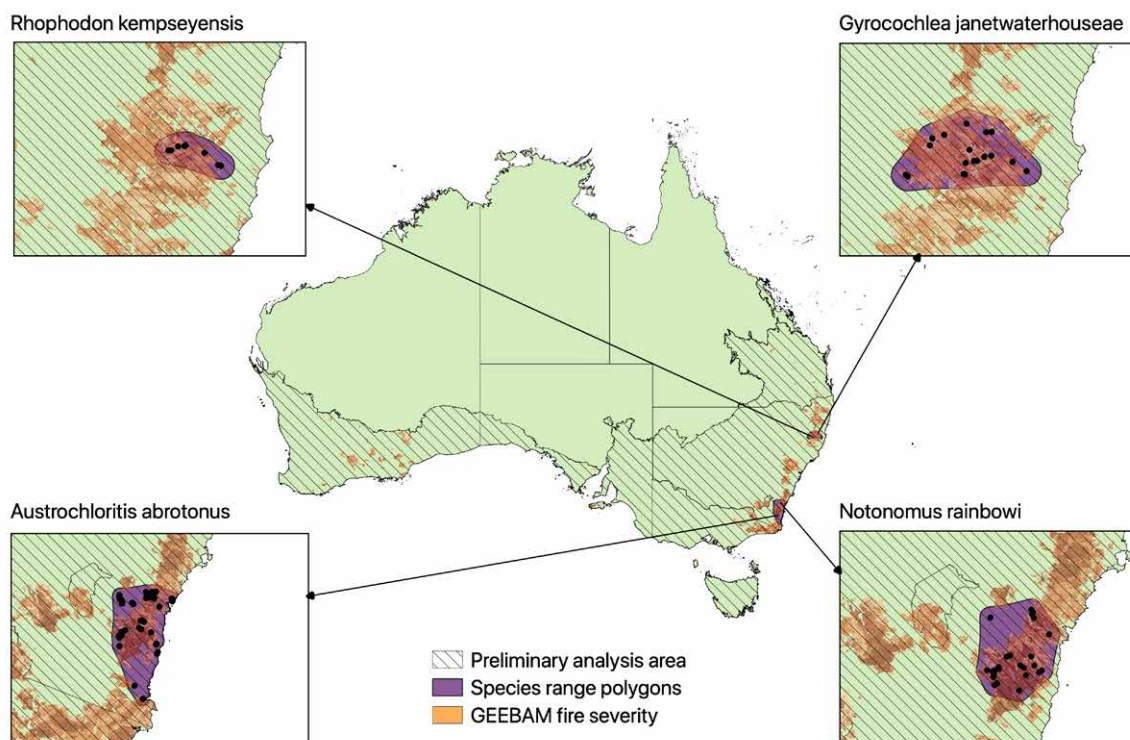 Rhophodon kempseyensis
Gyrocochlea janetwaterhouseae
Austrochloritis abrotonus
Notonomus rainbowi
Preliminary analysis area
Species range polygons
GEEBAM fire severity